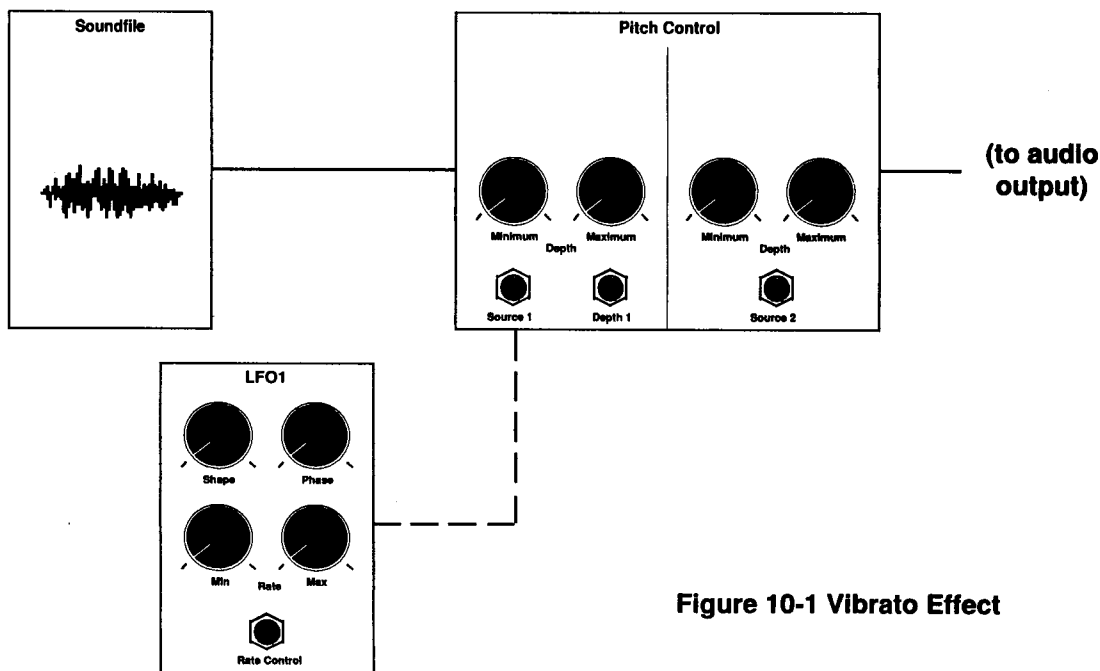 Soundfile
Pitch Control
(to audio
output)
Minimum
Maximum
Depth
Minimum
Maximum
Depth
Source 1
Depth 1
Source 2
LFO1
Shape
Phase
Min
Rate
Max
Rate Control
Figure 10-1 Vibrato Effect